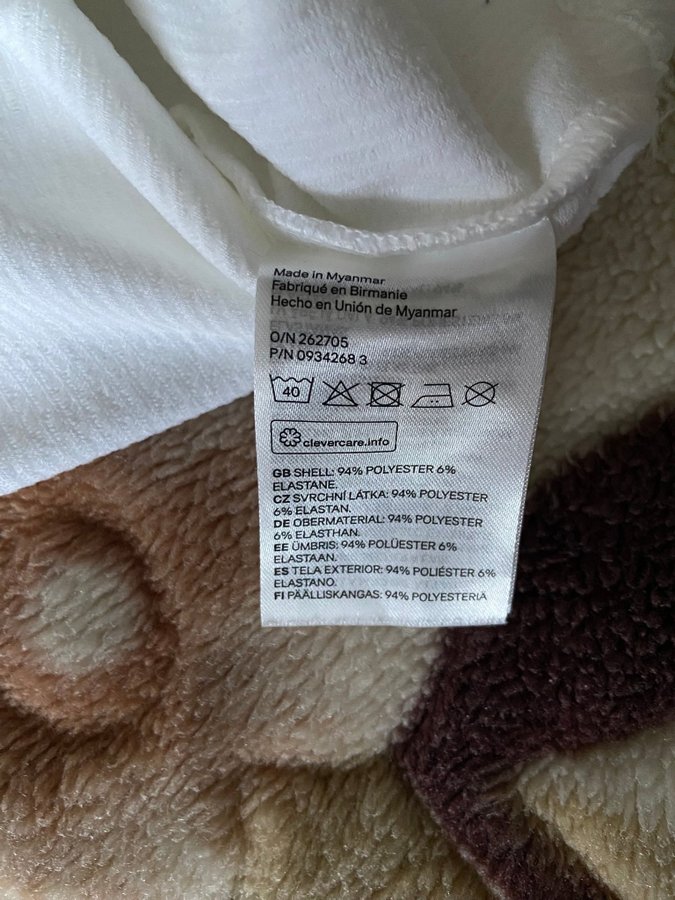 Made in Myanmar
Fabriqué en Birmanie
Hecho en Unión de Myanmar
O/N 262705
P/N 0934268 3
40
clevercare.info
GB SHELL: 94% POLYESTER 6%
ELASTANE.
CZ SVRCHNÍ LÁTKA: 94% POLYESTER
6% ELASTAN.
DE OBERMATERIAL: 94% POLYESTER
6% ELASTHAN.
EE ÜMBRIS: 94% POLÜESTER 6%
ELASTAAN.
ES TELA EXTERIOR: 94% POLIÉSTER 6%
ELASTANO.
FI PÄÄLLISKANGAS: 94% POLYESTERIA